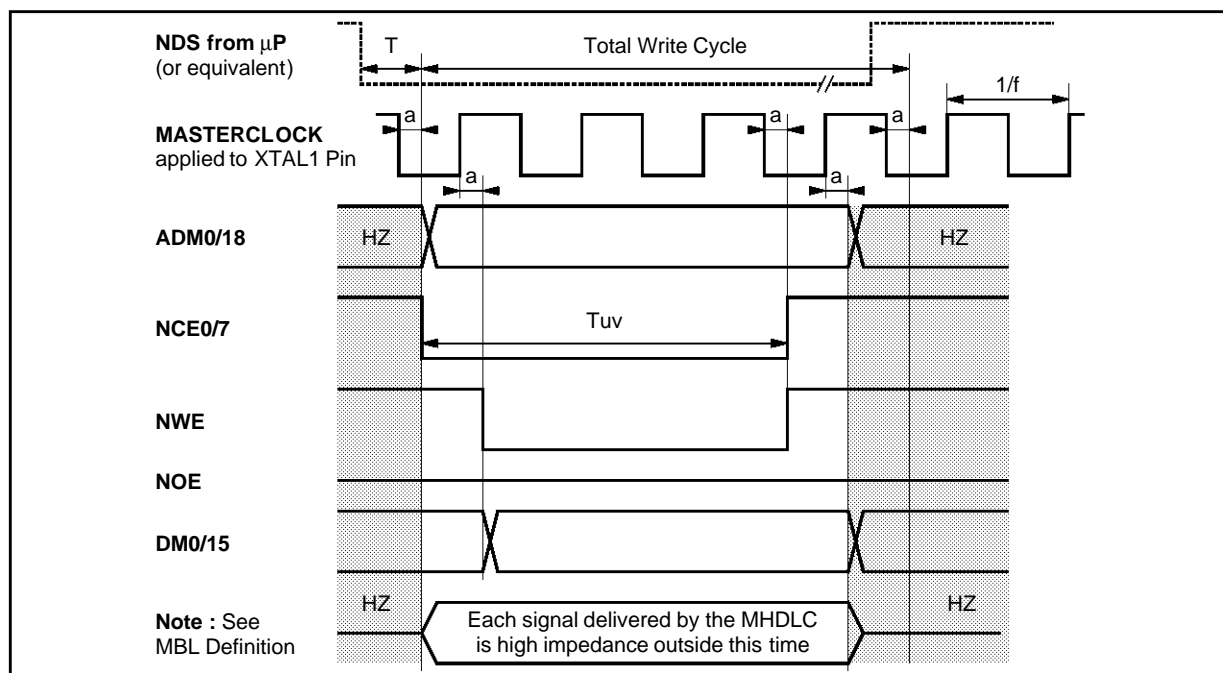 NDS from μP
(or equivalent)
T
Total Write Cycle
1/f
MASTERCLOCK
applied to XTAL1 Pin
a
a
a
a
a
ADM0/18
HZ
HZ
NCE0/7
Tuv
NWE
NOE
DM0/15
HZ
HZ
Note : See
MBL Definition
Each signal delivered by the MHDLC
is high impedance outside this time